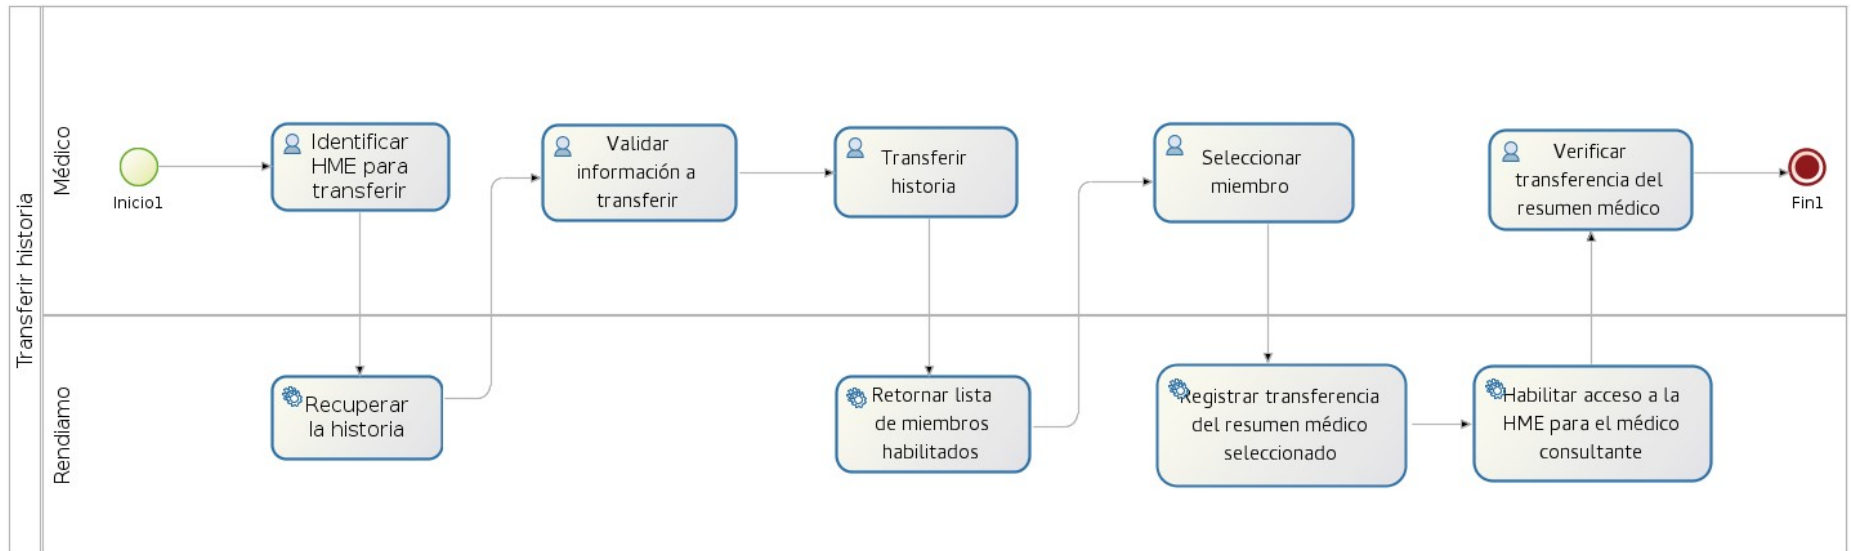 Transferir historia
Médico
Inicio1
Identificar
HME para
transferir
Validar
información a
transferir
Transferir
historia
Seleccionar
miembro
Verificar
transferencia del
resumen médico
Fin1
Rendiamo
Recuperar
la historia
Retornar lista
de miembros
habilitados
Registrar transferencia
del resumen médico
seleccionado
Habilitar acceso a la
HME para el médico
consultante